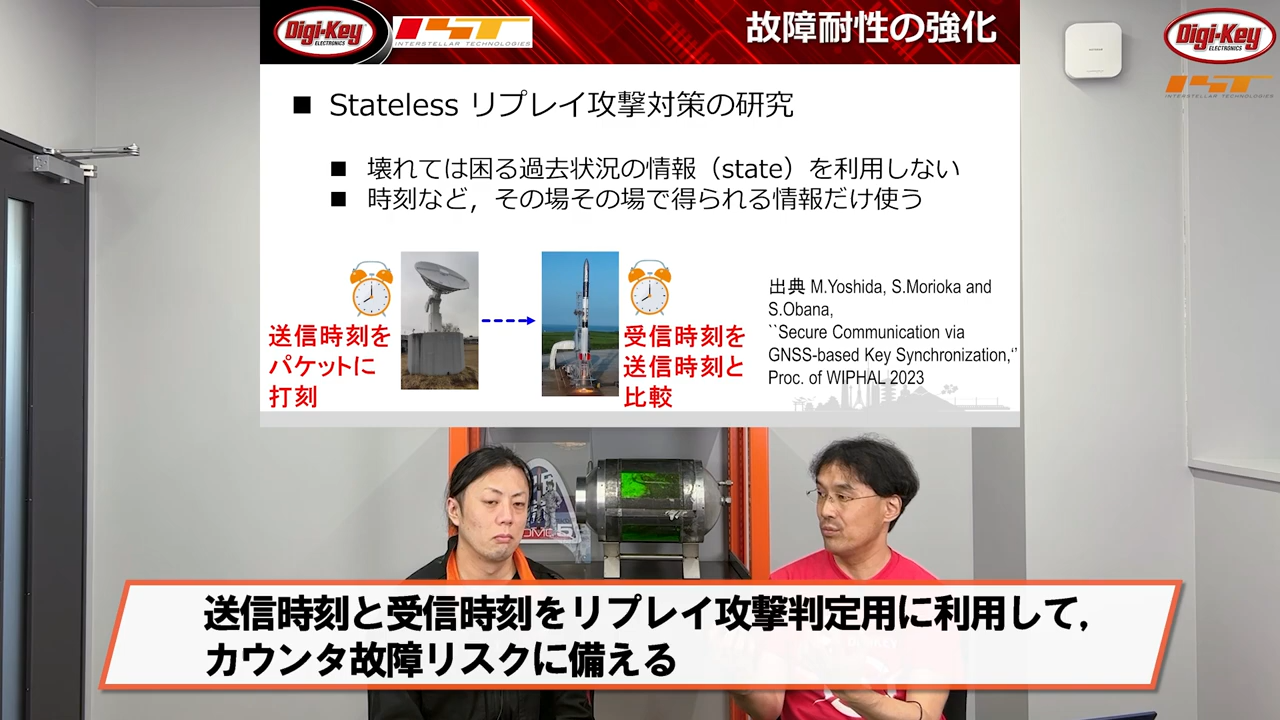 Digi-Key
ELECTRONICS
IST
INTERSTELLAR TECHNOLOGIES
故障耐性の強化
Digi-Key
ELECTRONICS
IST
INTERSTELLAR TECHNOLOGIES
■ Stateless リプレイ攻撃対策の研究
■ 壊れては困る過去状況の情報（state）を利用しない
■ 時刻など，その場その場で得られる情報だけ使う
送信時刻を
パケットに
打刻
受信時刻を
送信時刻と
比較
出典 M.Yoshida, S.Morioka and
S.Obana,
``Secure Communication via
GNSS-based Key Synchronization,‘’
Proc. of WIPHAL 2023
送信時刻と受信時刻をリプレイ攻撃判定用に利用して，
カウンタ故障リスクに備える